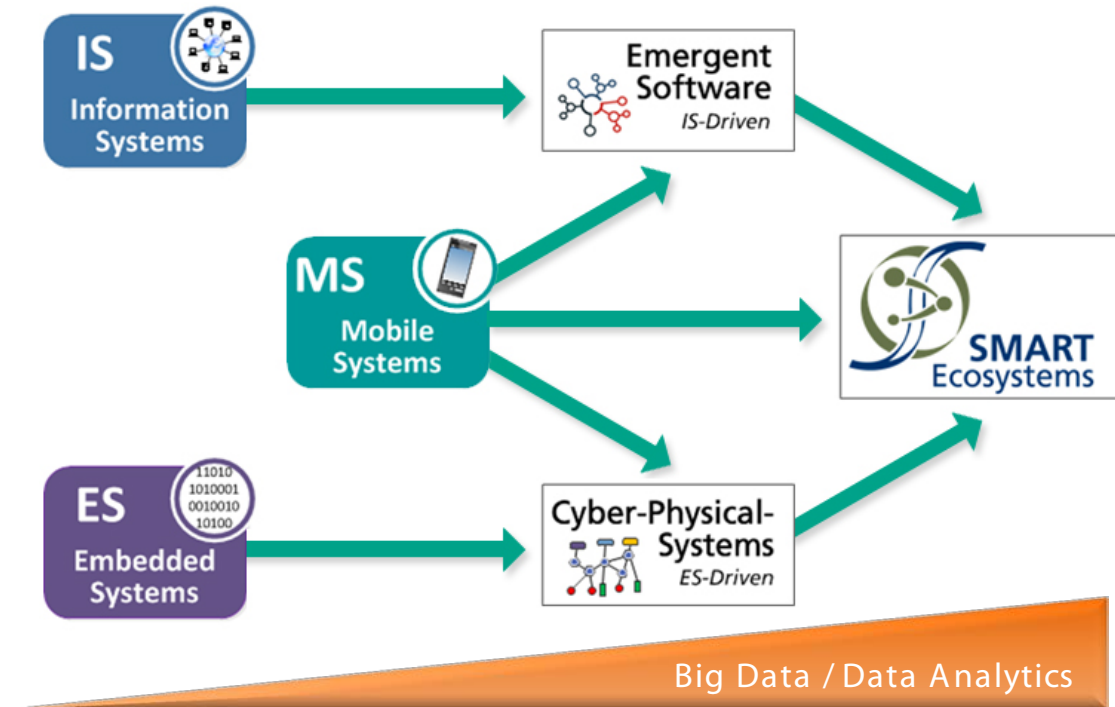 IS
Information
Systems
Emergent
Software
IS-Driven
MS
Mobile
Systems
SMART
Ecosystems
ES
11010
1010001
0010010
10100
Embedded
Systems
Cyber-Physical-
Systems
ES-Driven
Big Data / Data Analytics